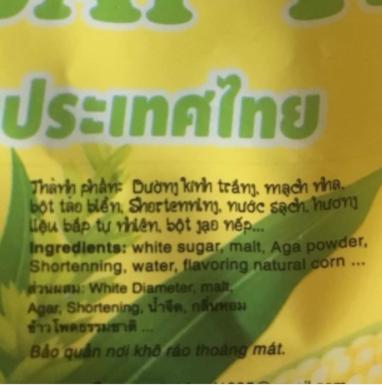 ประเทศไทย
Thành phần: Đường kính trắng, mạch nha,
bột táo biển, Shortenning, nước sạch, hương
liệu bắp tự nhiên, bột gạo nếp...
Ingredients: white sugar, malt, Aga powder,
Shortenning, water, flavoring natural corn ...
ส่วนผสม: White Diameter, malt,
Agar, Shortening, น้ำจืด, กลิ่นหอม
ข้าวโพดธรรมชาติ ...
Bảo quản nơi khô ráo thoáng mát.